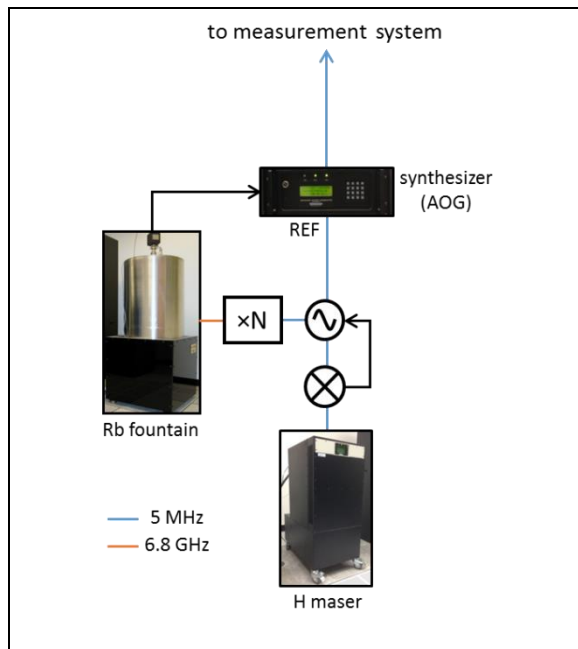 to measurement system
synthesizer
(AOG)
REF
×N
Rb fountain
5 MHz
6.8 GHz
H maser